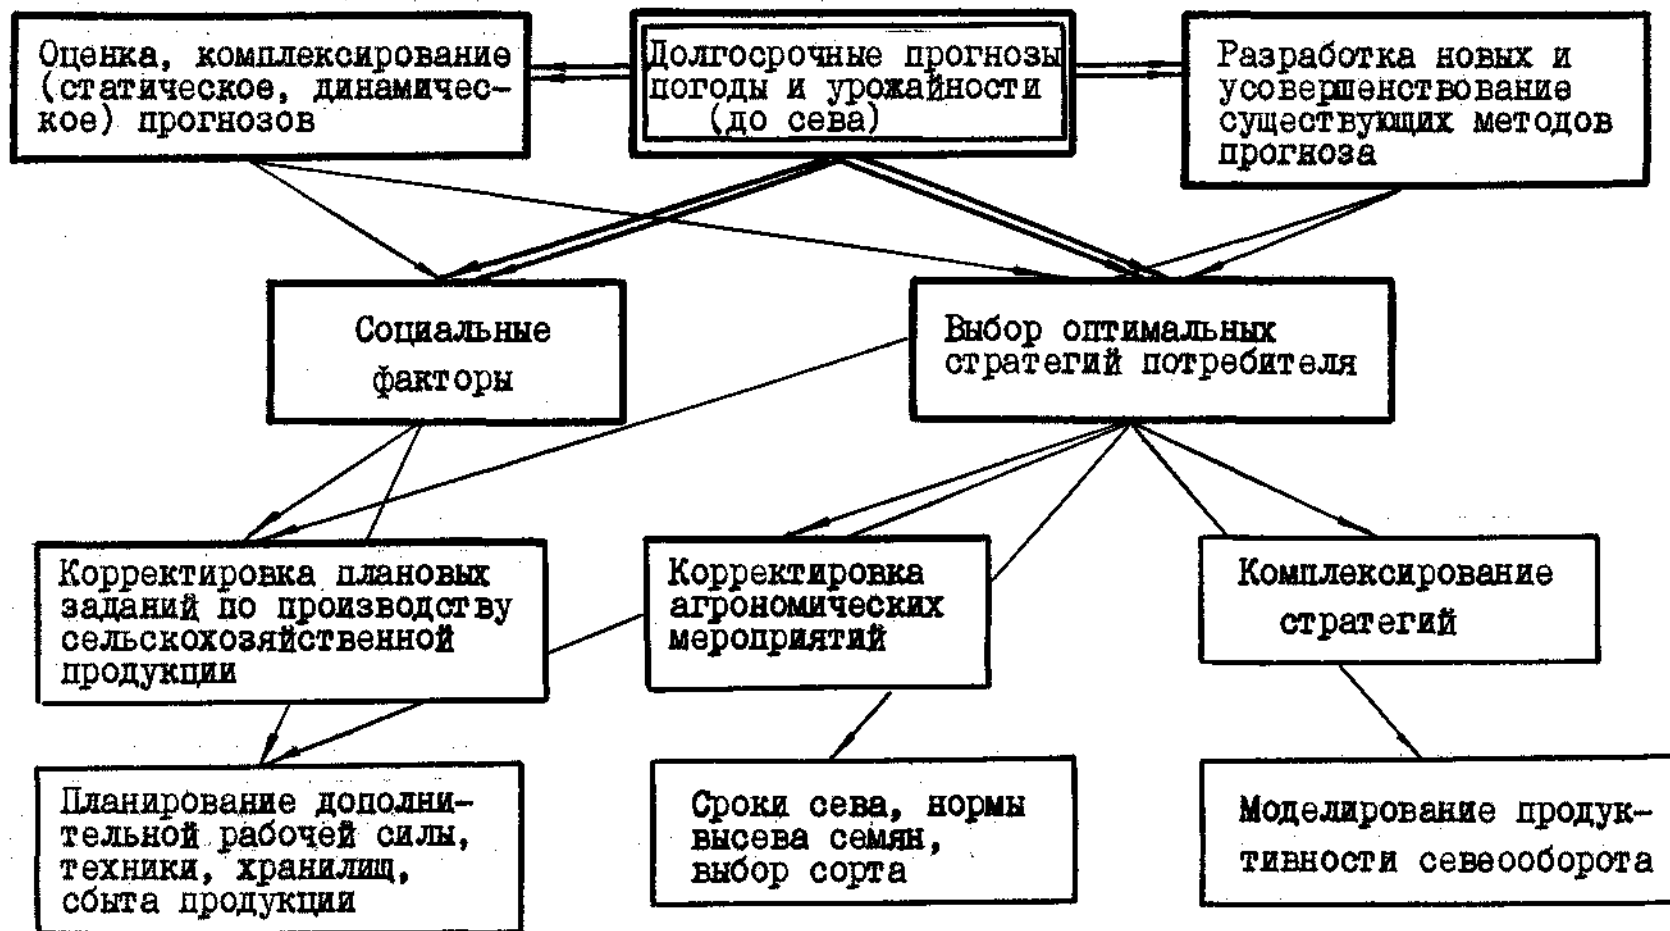 Оценка, комплексирование
(статическое, динамичес-
кое) прогнозов
Долгосрочные прогнозы
погоды и урожайности
(до сева)
Разработка новых и
усовершенствование
существующих методов
прогноза
Социальные
факторы
Выбор оптимальных
стратегий потребителя
Корректировка плановых
заданий по производству
сельскохозяйственной
продукции
Корректировка
агрономических
мероприятий
Комплексирование
стратегий
Планирование дополни-
тельной рабочей силы,
техники, хранилищ,
сбыта продукции
Сроки сева, нормы
высева семян,
выбор сорта
Моделирование продук-
тивности севеооборота